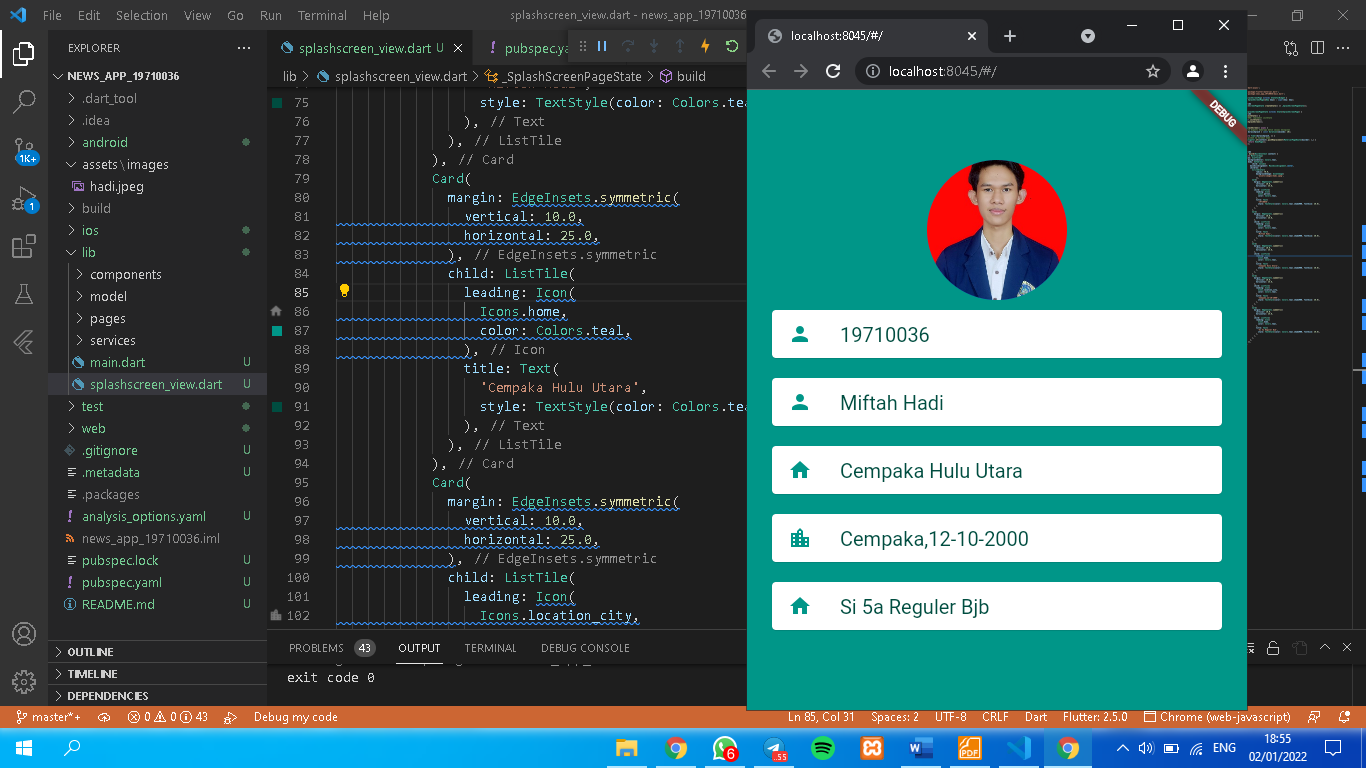 File Edit Selection View Go Run Terminal Help
splashscreen_view.dart - news_app_19710036
EXPLORER
NEWS_APP_19710036
.dart_tool
.idea
android
assets\images
hadi.jpeg
build
ios
lib
components
model
pages
services
main.dart U
splashscreen_view.dart U
test
web
.gitignore U
.metadata U
.packages
analysis_options.yaml U
news_app_19710036.iml
pubspec.lock U
pubspec.yaml U
README.md U
OUTLINE
TIMELINE
DEPENDENCIES
1K+
1
splashscreen_view.dart U
pubspec.ya
lib > splashscreen_view.dart > _SplashScreenPageState > build
75 style: TextStyle(color: Colors.tea
76 ), // Text
77 ), // ListTile
78 ), // Card
79 Card(
80 margin: EdgeInsets.symmetric(
81 vertical: 10.0,
82 horizontal: 25.0,
83 ), // EdgeInsets.symmetric
84 child: ListTile(
85 leading: Icon(
86 Icons.home,
87 color: Colors.teal,
88 ), // Icon
89 title: Text(
90 'Cempaka Hulu Utara',
91 style: TextStyle(color: Colors.tea
92 ), // Text
93 ), // ListTile
94 ), // Card
95 Card(
96 margin: EdgeInsets.symmetric(
97 vertical: 10.0,
98 horizontal: 25.0,
99 ), // EdgeInsets.symmetric
100 child: ListTile(
101 leading: Icon(
102 Icons.location_city,
PROBLEMS 43 OUTPUT TERMINAL DEBUG CONSOLE
exit code 0
localhost:8045/#/
localhost:8045/#/
DEBUG
19710036
Miftah Hadi
Cempaka Hulu Utara
Cempaka,12-10-2000
Si 5a Reguler Bjb
master*+ 0 0 43 Debug my code
Ln 85, Col 31 Spaces: 2 UTF-8 CRLF Dart Flutter: 2.5.0 Chrome (web-javascript)
6
..55
PDF
ENG
18:55
02/01/2022